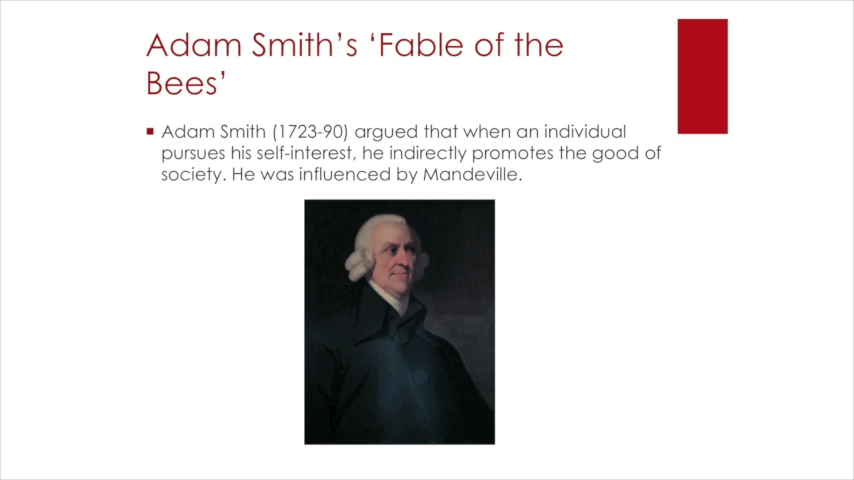 Adam Smith’s ‘Fable of the
Bees’
Adam Smith (1723-90) argued that when an individual
pursues his self-interest, he indirectly promotes the good of
society. He was influenced by Mandeville.